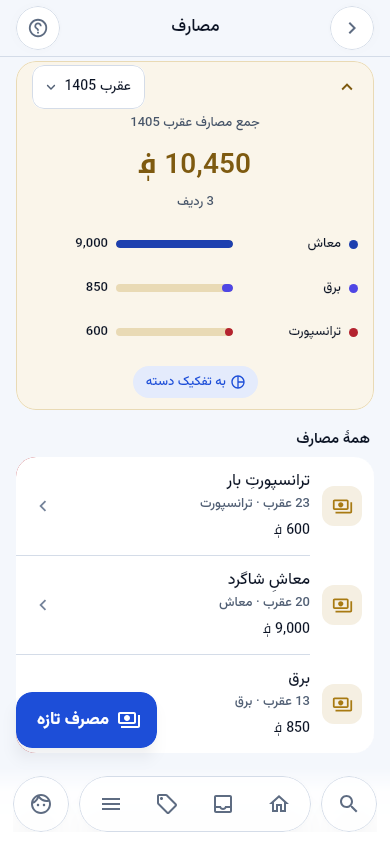 مصارف
عقرب 1405
جمع مصارف عقرب 1405
10,450 ؋
3 ردیف
معاش 9,000
برق 850
ترانسپورت 600
به تفکیک دسته
همهٔ مصارف
ترانسپورتِ بار
23 عقرب · ترانسپورت
600 ؋
معاشِ شاگرد
20 عقرب · معاش
9,000 ؋
برق
13 عقرب · برق
850 ؋
مصرف تازه